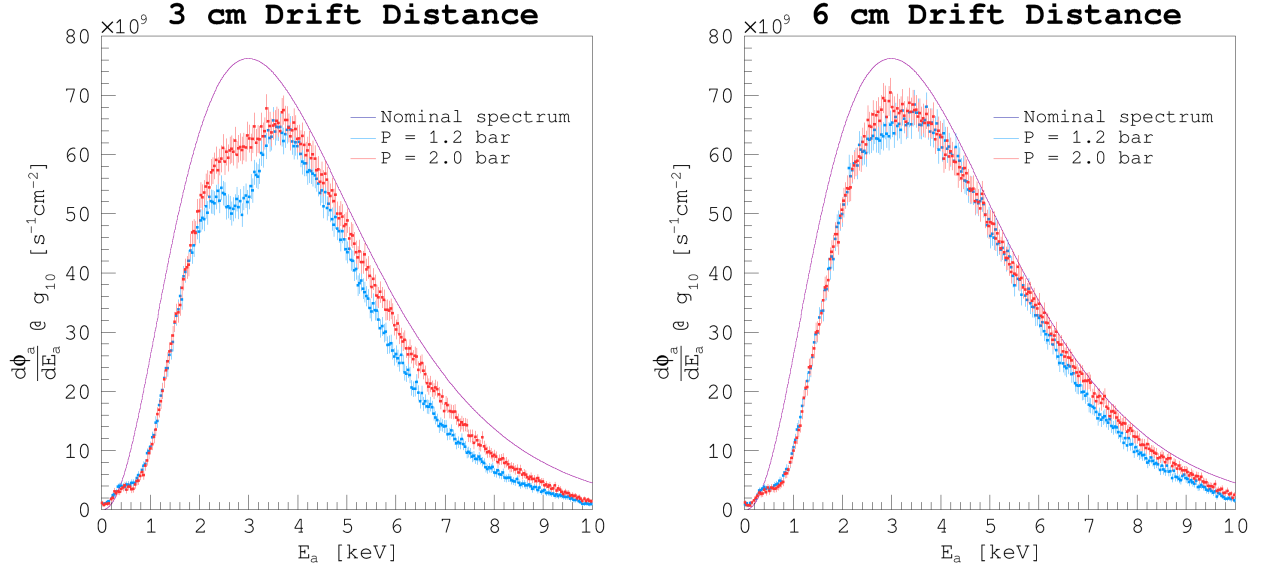 3 cm Drift Distance
×10⁹
80
70
60
50
40
30
20
10
0
dϕₐ/dEₐ @ g₁₀ [s⁻¹cm⁻²]
Nominal spectrum
P = 1.2 bar
P = 2.0 bar
0 1 2 3 4 5 6 7 8 9 10
Eₐ [keV]
6 cm Drift Distance
×10⁹
80
70
60
50
40
30
20
10
0
dϕₐ/dEₐ @ g₁₀ [s⁻¹cm⁻²]
Nominal spectrum
P = 1.2 bar
P = 2.0 bar
0 1 2 3 4 5 6 7 8 9 10
Eₐ [keV]